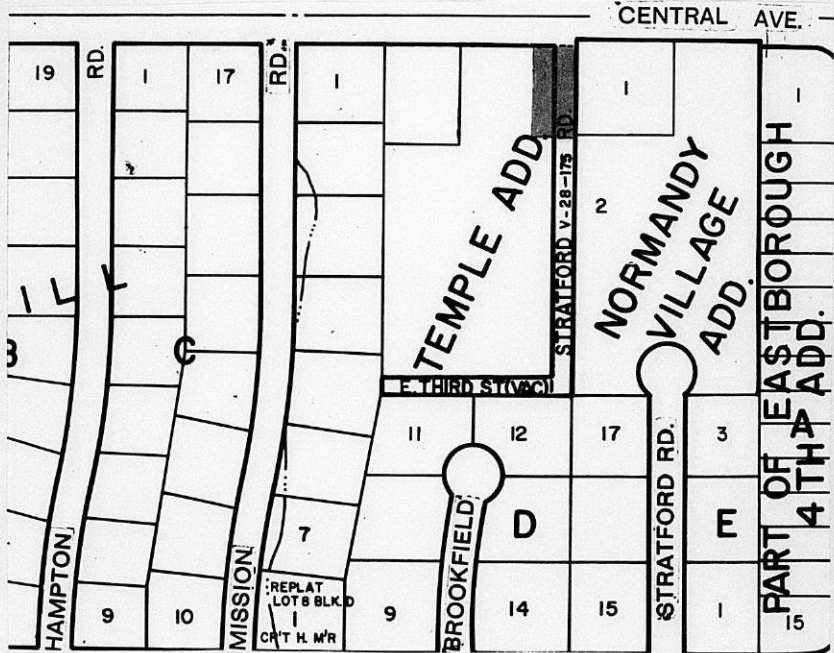 CENTRAL AVE.
19
RD.
1
17
RD.
1
1
1
TEMPLE ADD.
STRATFORD V-28-175 RD.
2
NORMANDY
VILLAGE
ADD.
PART OF EASTBOROUGH
4TH ADD.
A
I L L
B
C
E. THIRD ST (VAC)
11
12
17
3
7
D
E
HAMPTON
9
10
MISSION
REPLAT
LOT 8 BLK. D
1
CR'T H. M'R
9
BROOKFIELD
14
15
STRATFORD RD.
1
15